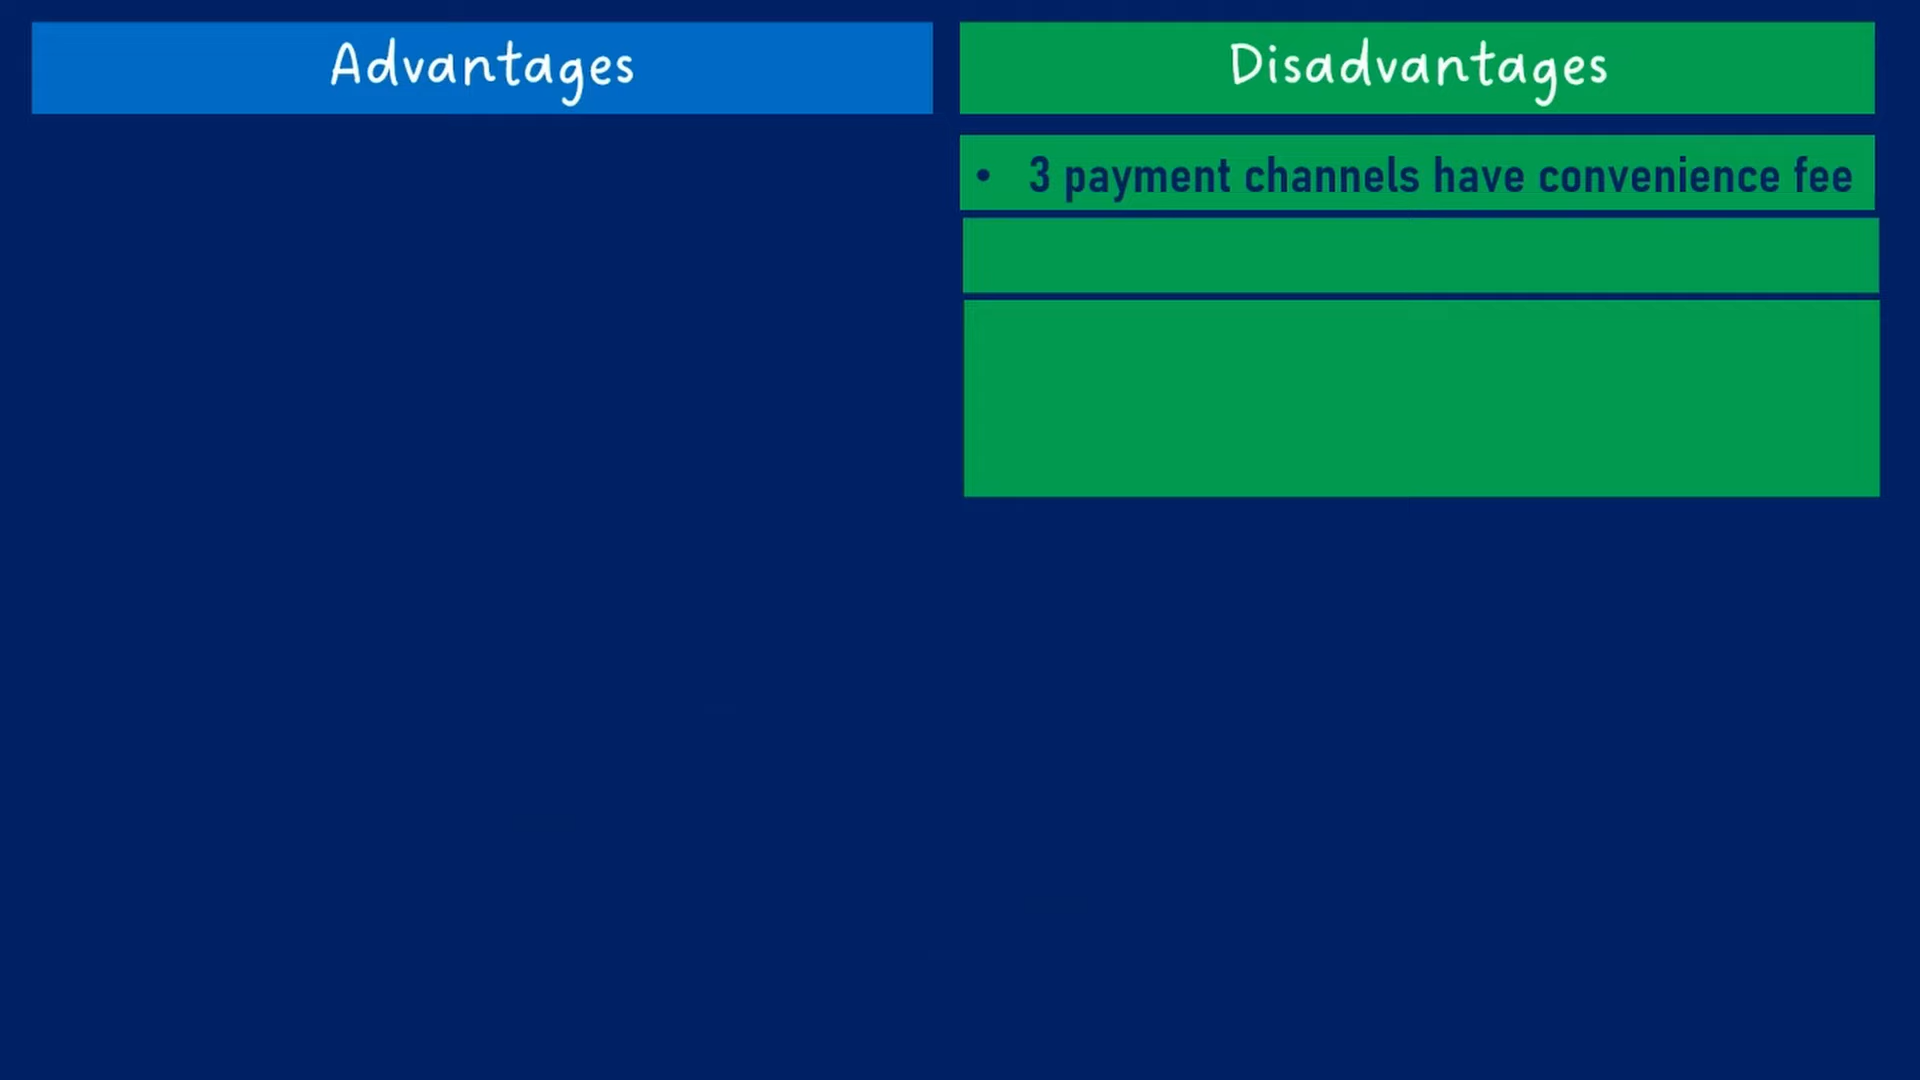 Advantages
Disadvantages
• 3 payment channels have convenience fee